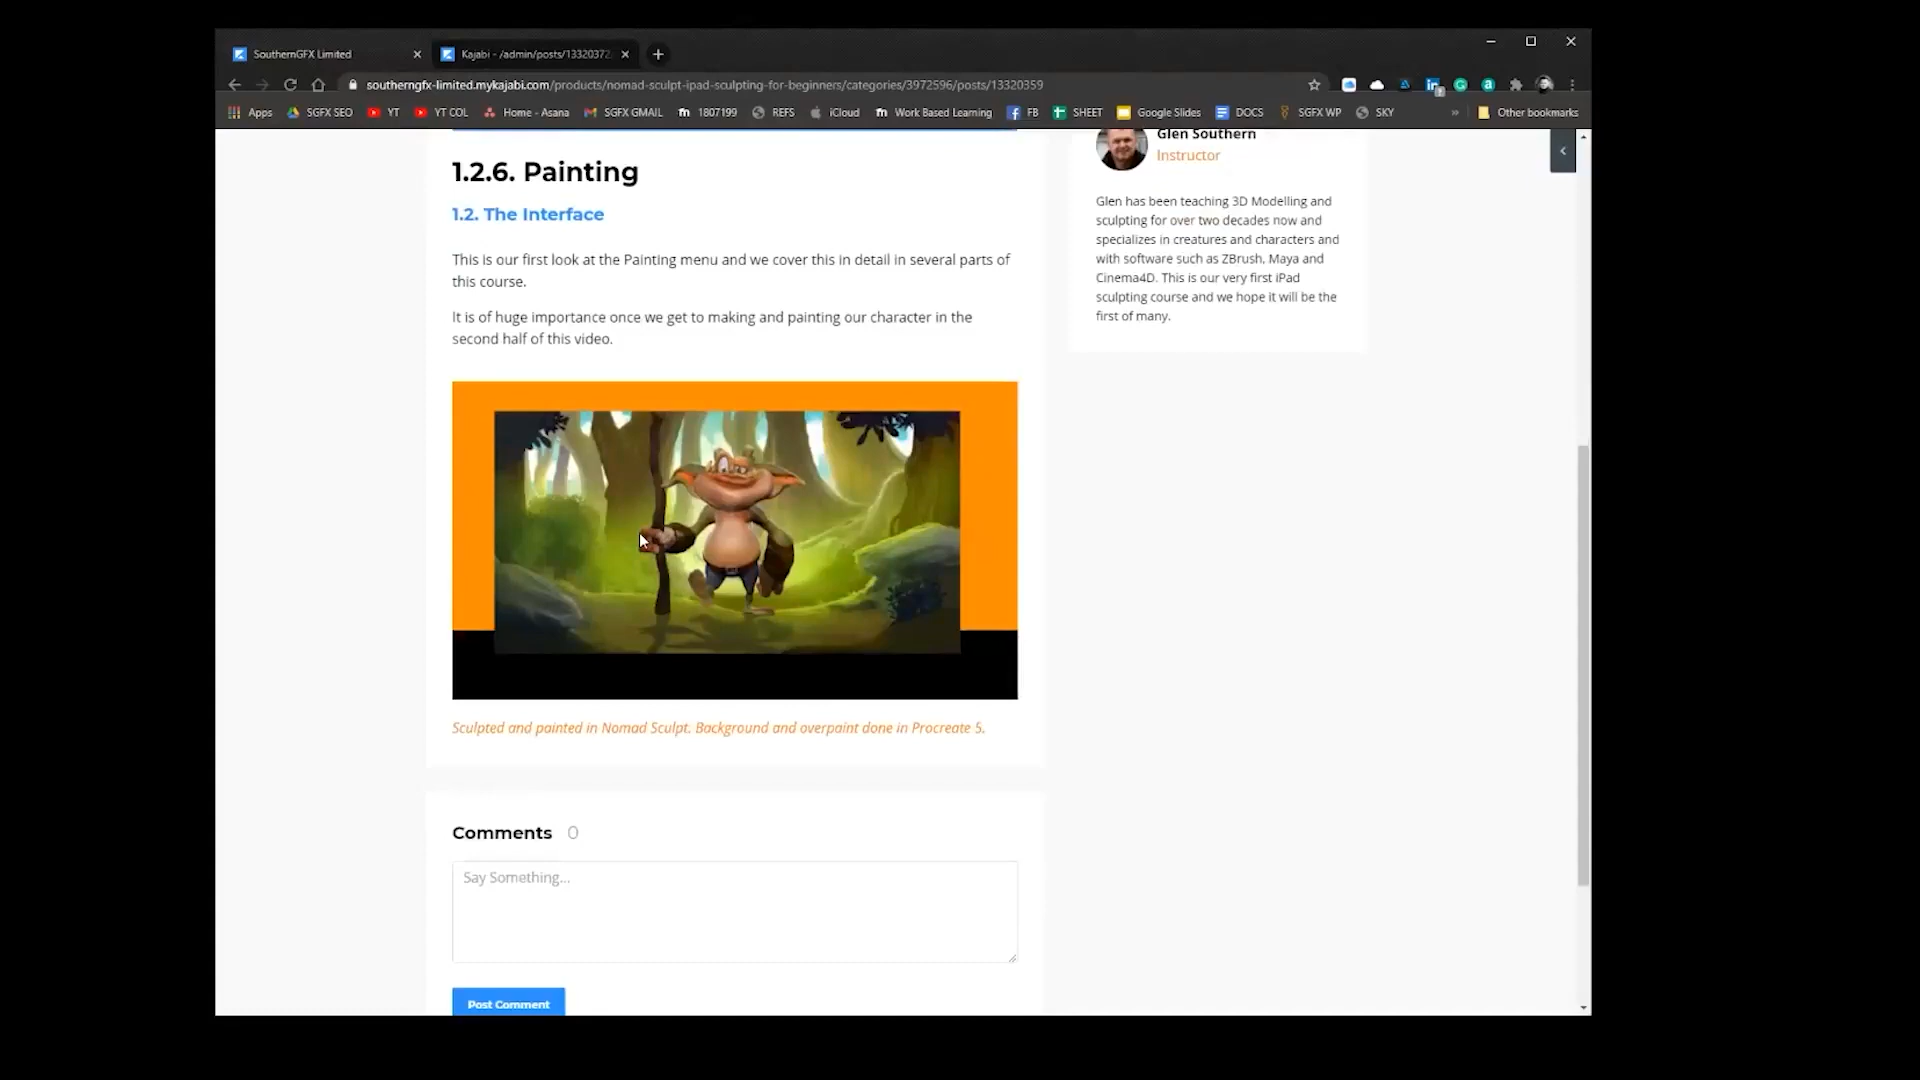 SouthernGFX Limited
Kajabi - /admin/posts/13320372
southerngfx-limited.mykajabi.com/products/nomad-sculpt-ipad-sculpting-for-beginners/categories/3972596/posts/13320359
Apps SGFX SEO YT YT COL Home - Asana SGFX GMAIL 1807199 REFS iCloud Work Based Learning FB SHEET Google Slides DOCS SGFX WP SKY » Other bookmarks
1.2.6. Painting
1.2. The Interface
This is our first look at the Painting menu and we cover this in detail in several parts of
this course.
It is of huge importance once we get to making and painting our character in the
second half of this video.
Sculpted and painted in Nomad Sculpt. Background and overpaint done in Procreate 5.
Comments 0
Say Something...
Post Comment
Glen Southern
Instructor
Glen has been teaching 3D Modelling and
sculpting for over two decades now and
specializes in creatures and characters and
with software such as ZBrush, Maya and
Cinema4D. This is our very first iPad
sculpting course and we hope it will be the
first of many.